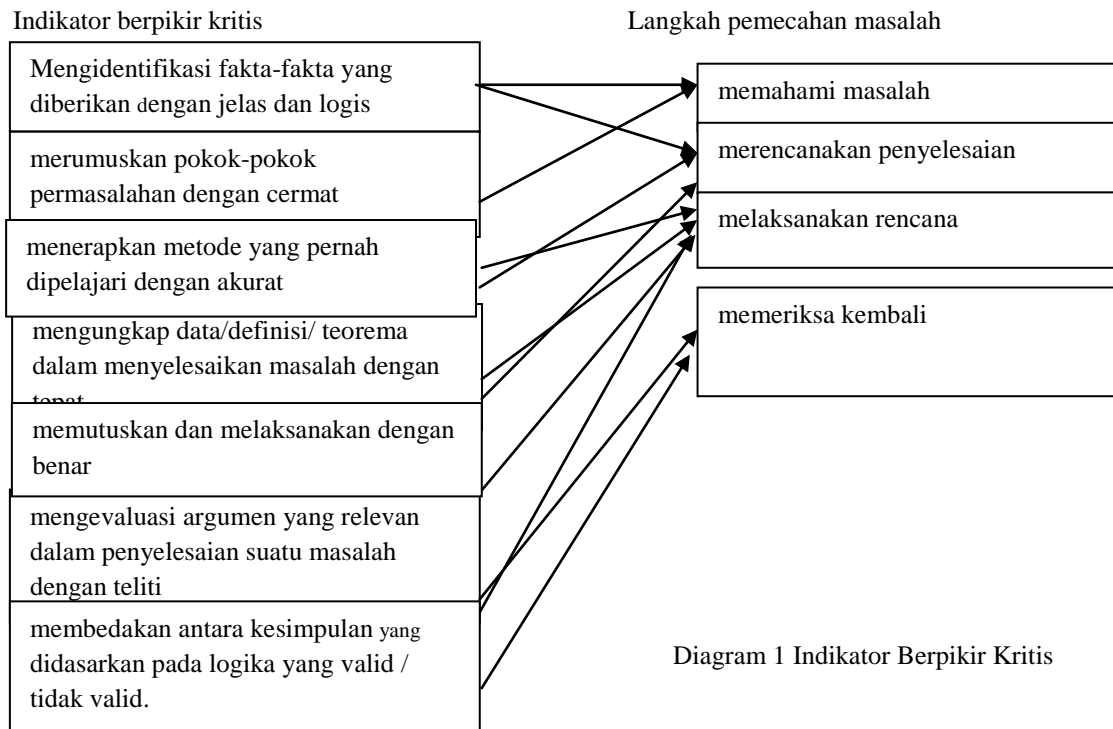 Indikator berpikir kritis
Langkah pemecahan masalah
Mengidentifikasi fakta-fakta yang
diberikan dengan jelas dan logis
merumuskan pokok-pokok
permasalahan dengan cermat
menerapkan metode yang pernah
dipelajari dengan akurat
mengungkap data/definisi/ teorema
dalam menyelesaikan masalah dengan
tepat
memutuskan dan melaksanakan dengan
benar
mengevaluasi argumen yang relevan
dalam penyelesaian suatu masalah
dengan teliti
membedakan antara kesimpulan yang
didasarkan pada logika yang valid /
tidak valid.
memahami masalah
merencanakan penyelesaian
melaksanakan rencana
memeriksa kembali
Diagram 1 Indikator Berpikir Kritis